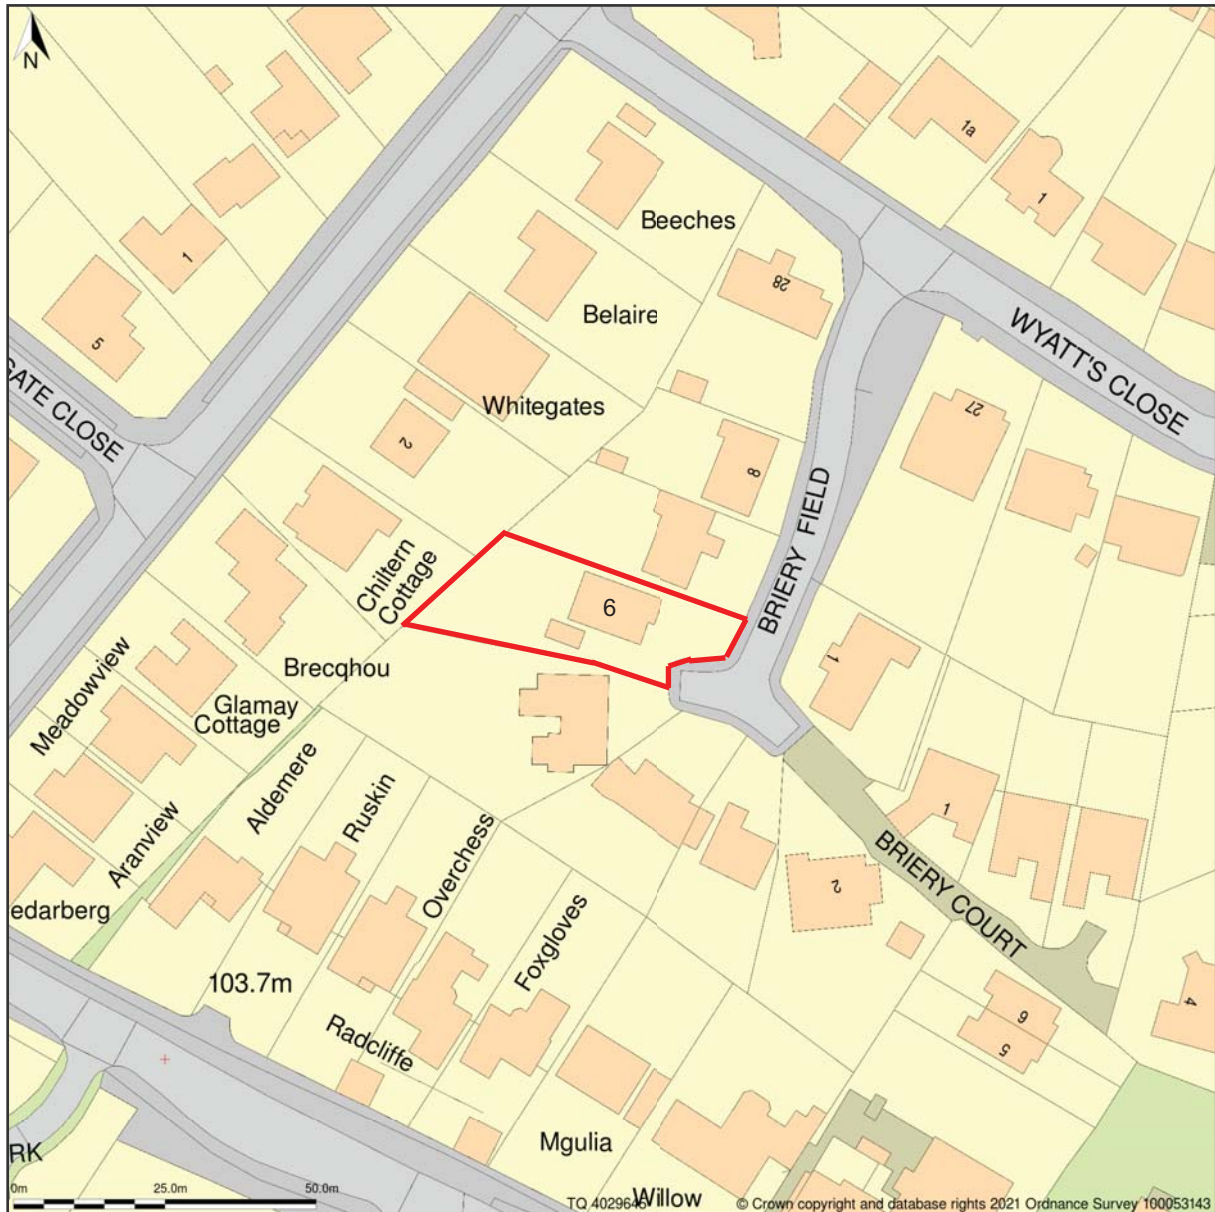 N
1a
1
Beeches
28
1
Belaire
5
WYATT'S CLOSE
GATE CLOSE
Whitegates
27
2
8
BRIERY FIELD
Chiltern
Cottage
6
Meadowview
Brecqhou
1
Glamay
Cottage
Aldemere
Ruskin
1
Aranview
Overchess
BRIERY COURT
2
edarberg
Foxgloves
103.7m
4
6
5
Radcliffe
Mgulia
RK
0m
25.0m
50.0m
Willow
© Crown copyright and database rights 2021 Ordnance Survey 100053143